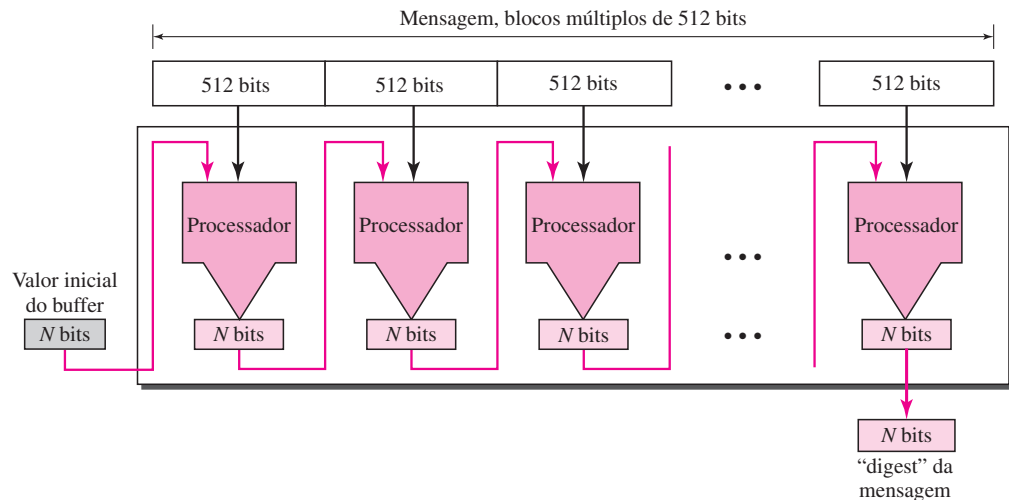 Mensagem, blocos múltiplos de 512 bits
512 bits
512 bits
512 bits
512 bits
Processador
Processador
Processador
Processador
Valor inicial
do buffer
N bits
N bits
N bits
N bits
N bits
N bits
“digest” da
mensagem